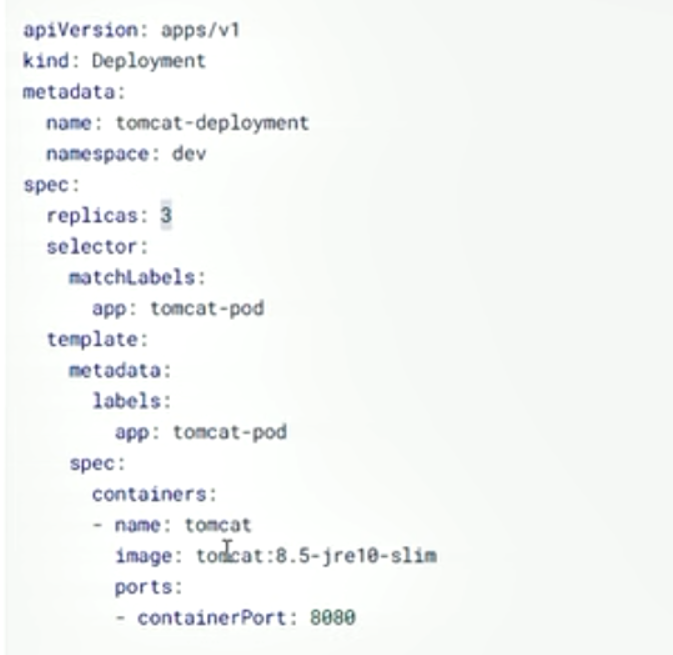 apiVersion: apps/v1
kind: Deployment
metadata:
  name: tomcat-deployment
  namespace: dev
spec:
  replicas: 3
  selector:
    matchLabels:
      app: tomcat-pod
  template:
    metadata:
      labels:
        app: tomcat-pod
    spec:
      containers:
      - name: tomcat
        image: tomcat:8.5-jre10-slim
        ports:
        - containerPort: 8080